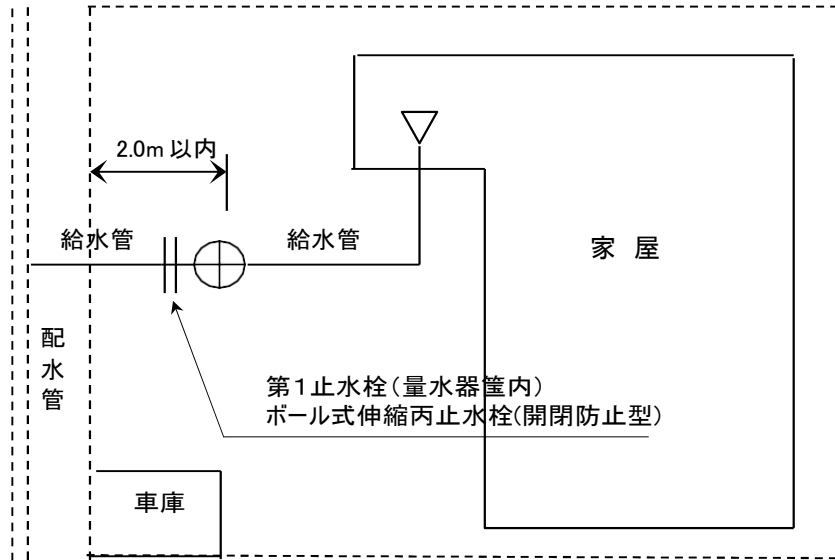 2.0m 以内
給水管
給水管
家 屋
配水管
第1止水栓(量水器筐内)
ボール式伸縮丙止水栓(開閉防止型)
車庫